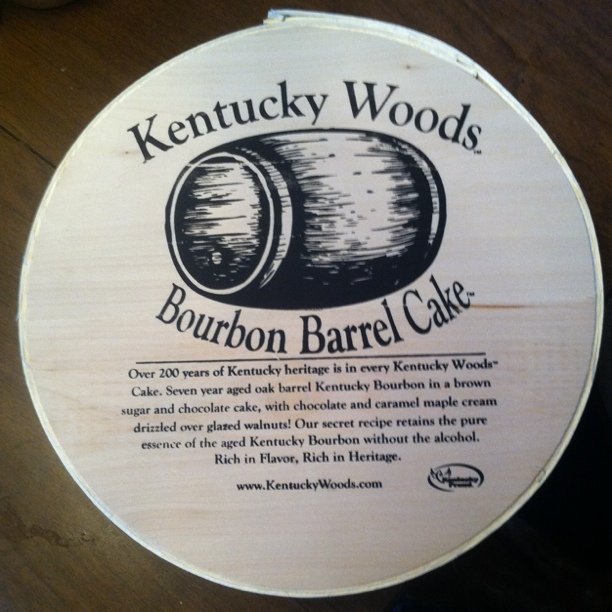 Kentucky Woods™
Bourbon Barrel Cake™
Over 200 years of Kentucky heritage is in every Kentucky Woods™
Cake. Seven year aged oak barrel Kentucky Bourbon in a brown
sugar and chocolate cake, with chocolate and caramel maple cream
drizzled over glazed walnuts! Our secret recipe retains the pure
essence of the aged Kentucky Bourbon without the alcohol.
Rich in Flavor, Rich in Heritage.
www.KentuckyWoods.com
Kentucky
Proud